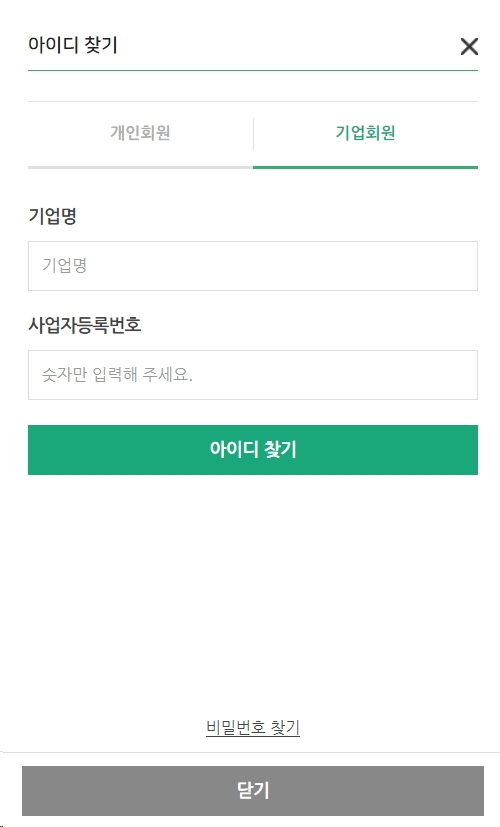 아이디 찾기
개인회원
기업회원
기업명
기업명
사업자등록번호
숫자만 입력해 주세요.
아이디 찾기
비밀번호 찾기
닫기